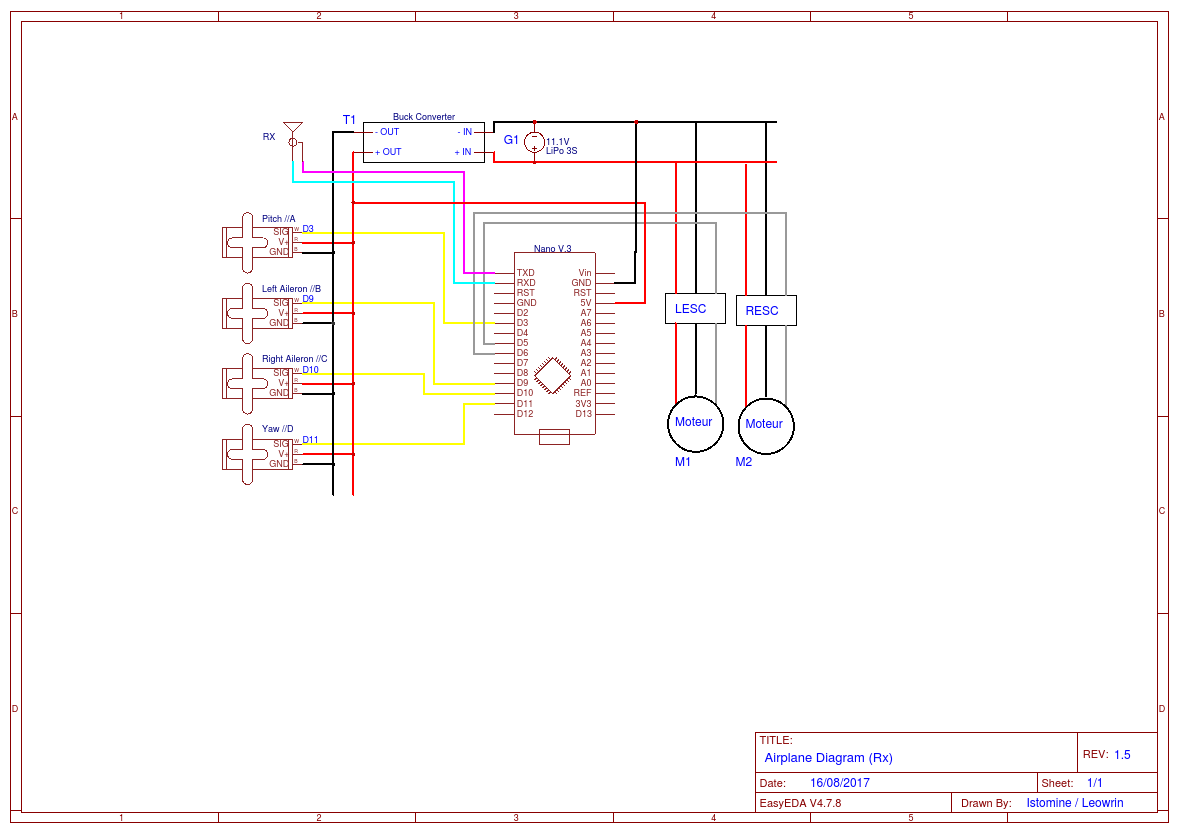 1 2 3 4 5
A A
T1 Buck Converter
RX
- OUT - IN
+ OUT + IN
G1 11.1V
LiPo 3S
Pitch //A
SIG W D3
V+ R
GND B
B B
Left Aileron //B
SIG W D9
V+ R
GND B
Right Aileron //C
SIG W D10
V+ R
GND B
Yaw //D
SIG W D11
V+ R
GND B
Nano V.3
TXD Vin
RXD GND
RST RST
GND 5V
D2 A7
D3 A6
D4 A5
D5 A4
D6 A3
D7 A2
D8 A1
D9 A0
D10 REF
D11 3V3
D12 D13
LESC RESC
Moteur Moteur
M1 M2
C C
D D
TITLE:
Airplane Diagram (Rx)
REV: 1.5
Date: 16/08/2017 Sheet: 1/1
EasyEDA V4.7.8 Drawn By: Istomine / Leowrin
1 2 3 4 5